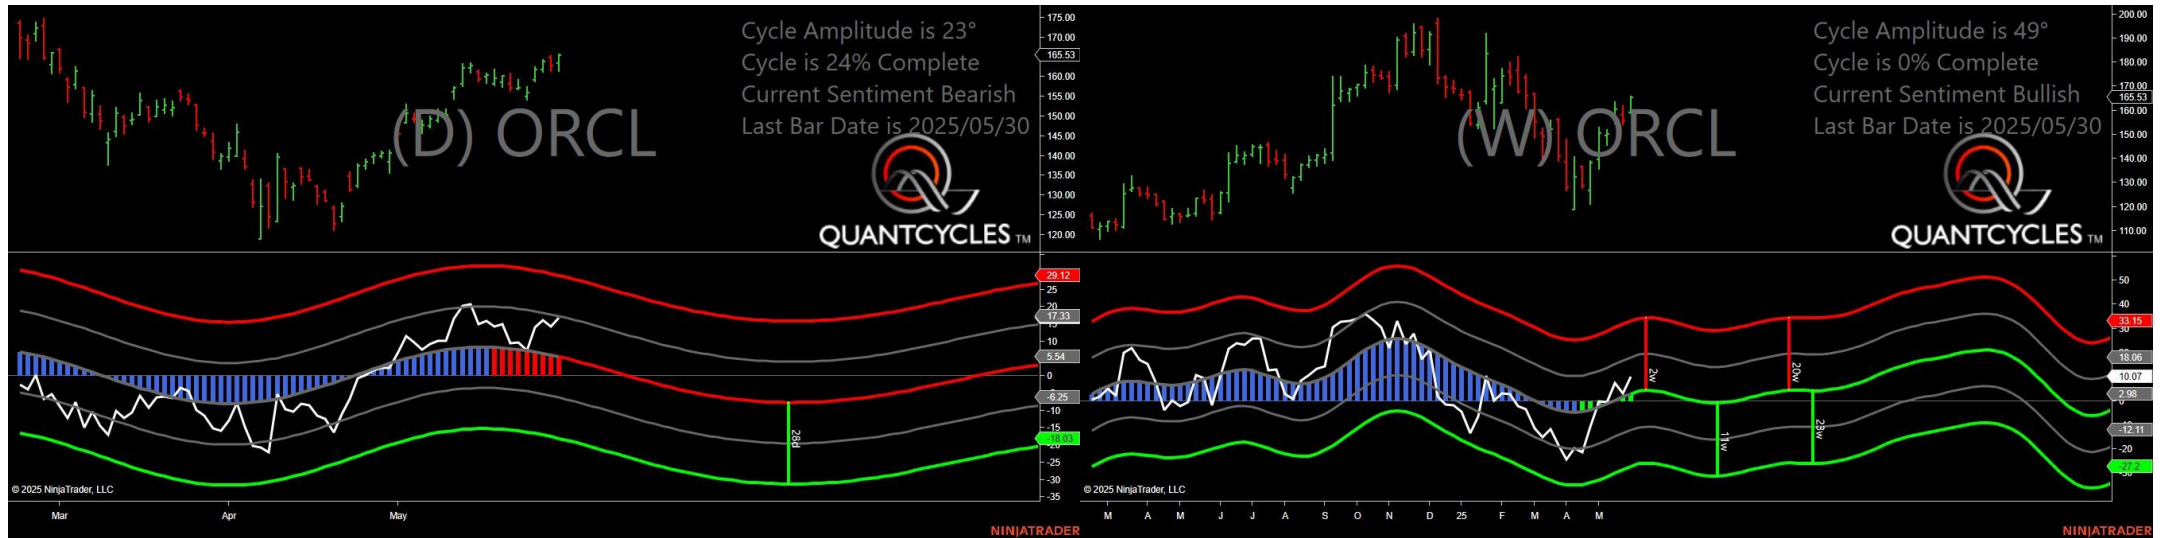 Cycle Amplitude is 23°
Cycle is 24% Complete
Current Sentiment Bearish
Last Bar Date is 2025/05/30
(D) ORCL
QUANTCYCLES TM
175.00
170.00
165.53
160.00
155.00
150.00
145.00
140.00
135.00
130.00
125.00
120.00
29.12
25
20
17.33
15
10
5.54
0
-6.25
-10
-15
-18.03
-25
-30
-35
28d
© 2025 NinjaTrader, LLC
Mar Apr May
NINJATRADER
Cycle Amplitude is 49°
Cycle is 0% Complete
Current Sentiment Bullish
Last Bar Date is 2025/05/30
(W) ORCL
QUANTCYCLES TM
200.00
190.00
180.00
170.00
165.53
160.00
150.00
140.00
130.00
120.00
110.00
50
40
33.15
18.06
10.07
2.98
-12.11
-20
-27.2
2w
11w
20w
23w
© 2025 NinjaTrader, LLC
M A M J J A S O N D 25 F M A M
NINJATRADER